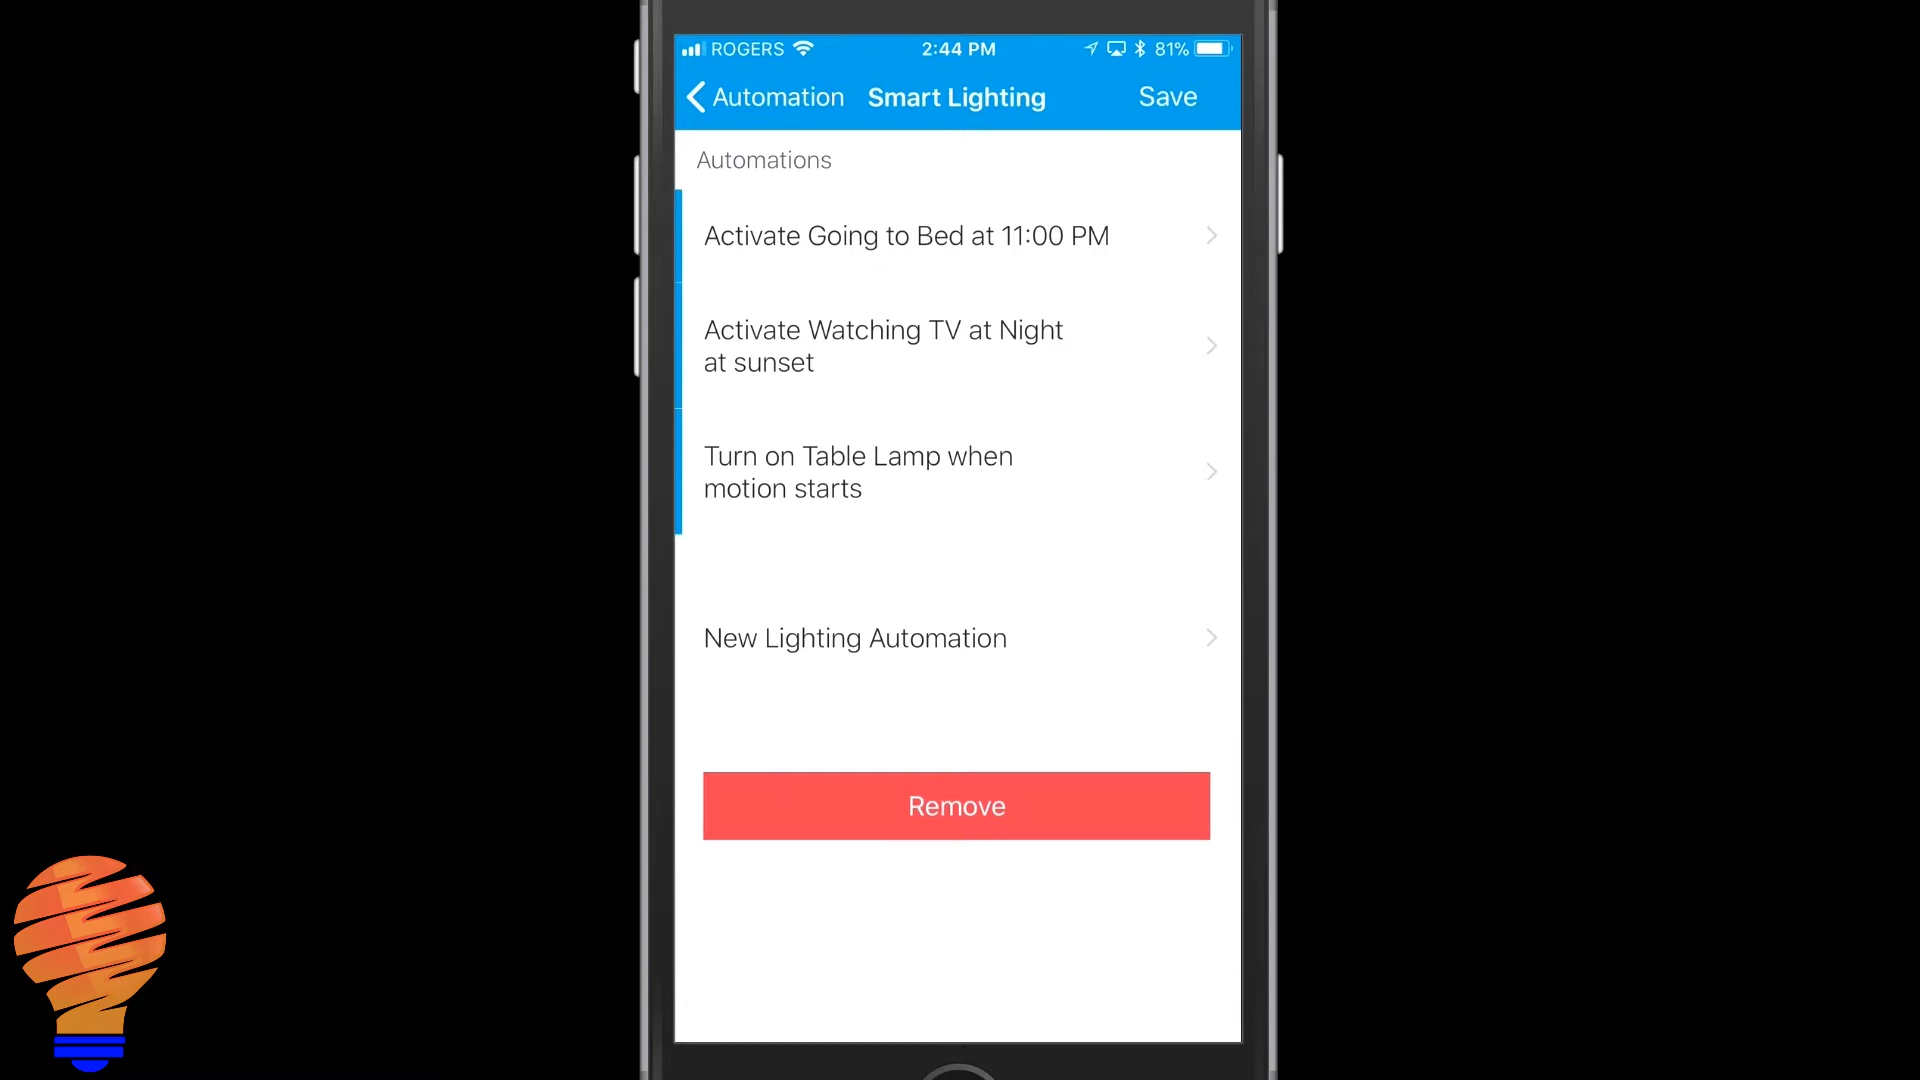 ROGERS 2:44 PM 81%
Automation Smart Lighting Save
Automations
Activate Going to Bed at 11:00 PM
Activate Watching TV at Night
at sunset
Turn on Table Lamp when
motion starts
New Lighting Automation
Remove